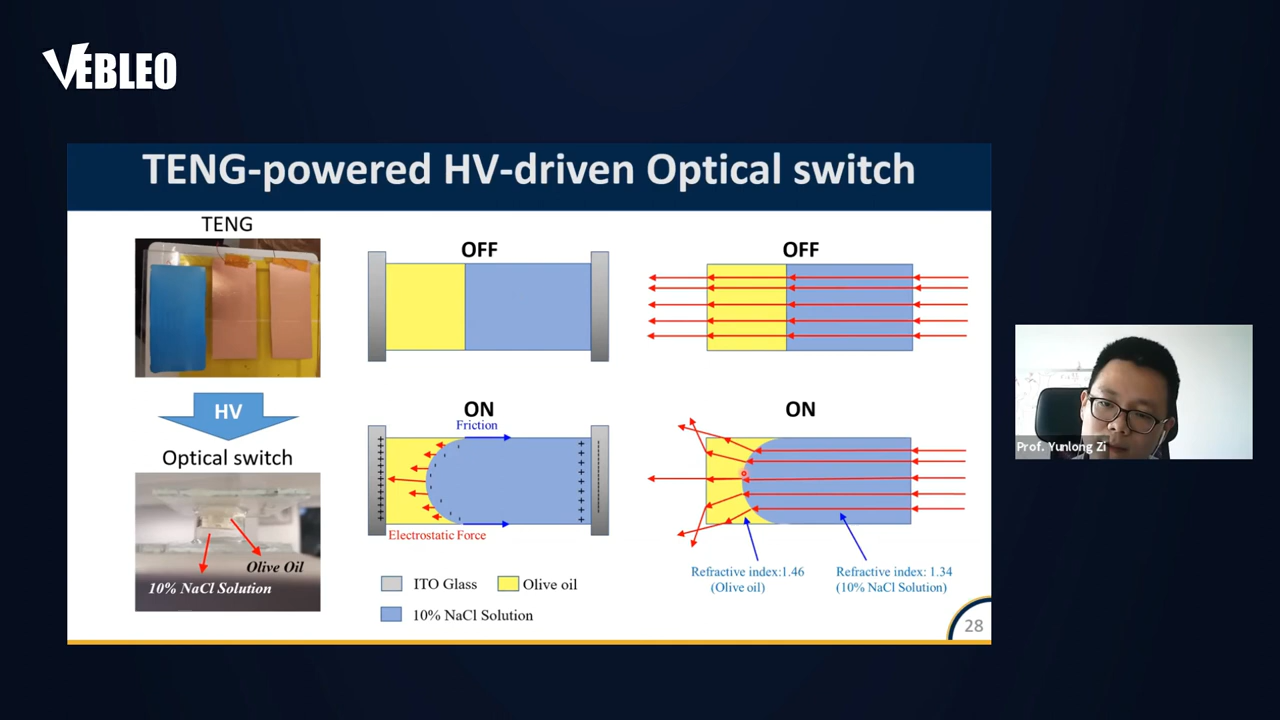 VEBLEO
TENG-powered HV-driven Optical switch
TENG
HV
Optical switch
Olive Oil
10% NaCl Solution
OFF
OFF
ON
Friction
Electrostatic Force
ON
Refractive index:1.46
(Olive oil)
Refractive index: 1.34
(10% NaCl Solution)
ITO Glass
Olive oil
10% NaCl Solution
28
Prof. Yunlong Zi